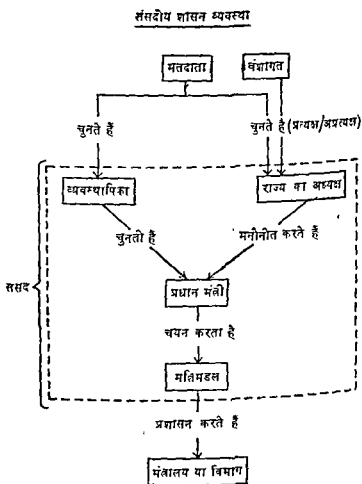 संसदीय शासन व्यवस्था
मतदाता
वंशागत
चुनते हैं
चुनते है (प्रत्यक्ष/अप्रत्यक्ष)
व्यवस्थापिका
राज्य का अध्यक्ष
चुनती हैं
मनोनीत करते हैं
संसद
प्रधान मंत्री
चयन करता है
मंत्रिमंडल
प्रशासन करते हैं
मंत्रालय या विभाग